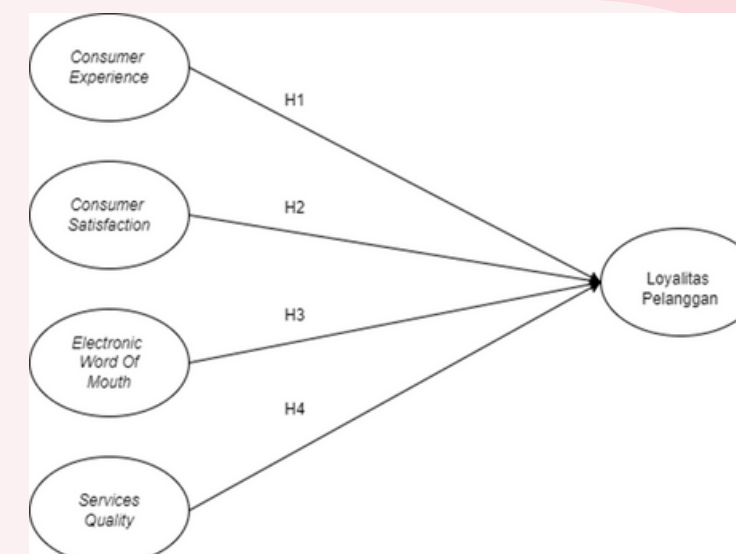 Consumer
Experience
H1
Consumer
Satisfaction
H2
Loyalitas
Pelanggan
Electronic
Word Of
Mouth
H3
H4
Services
Quality